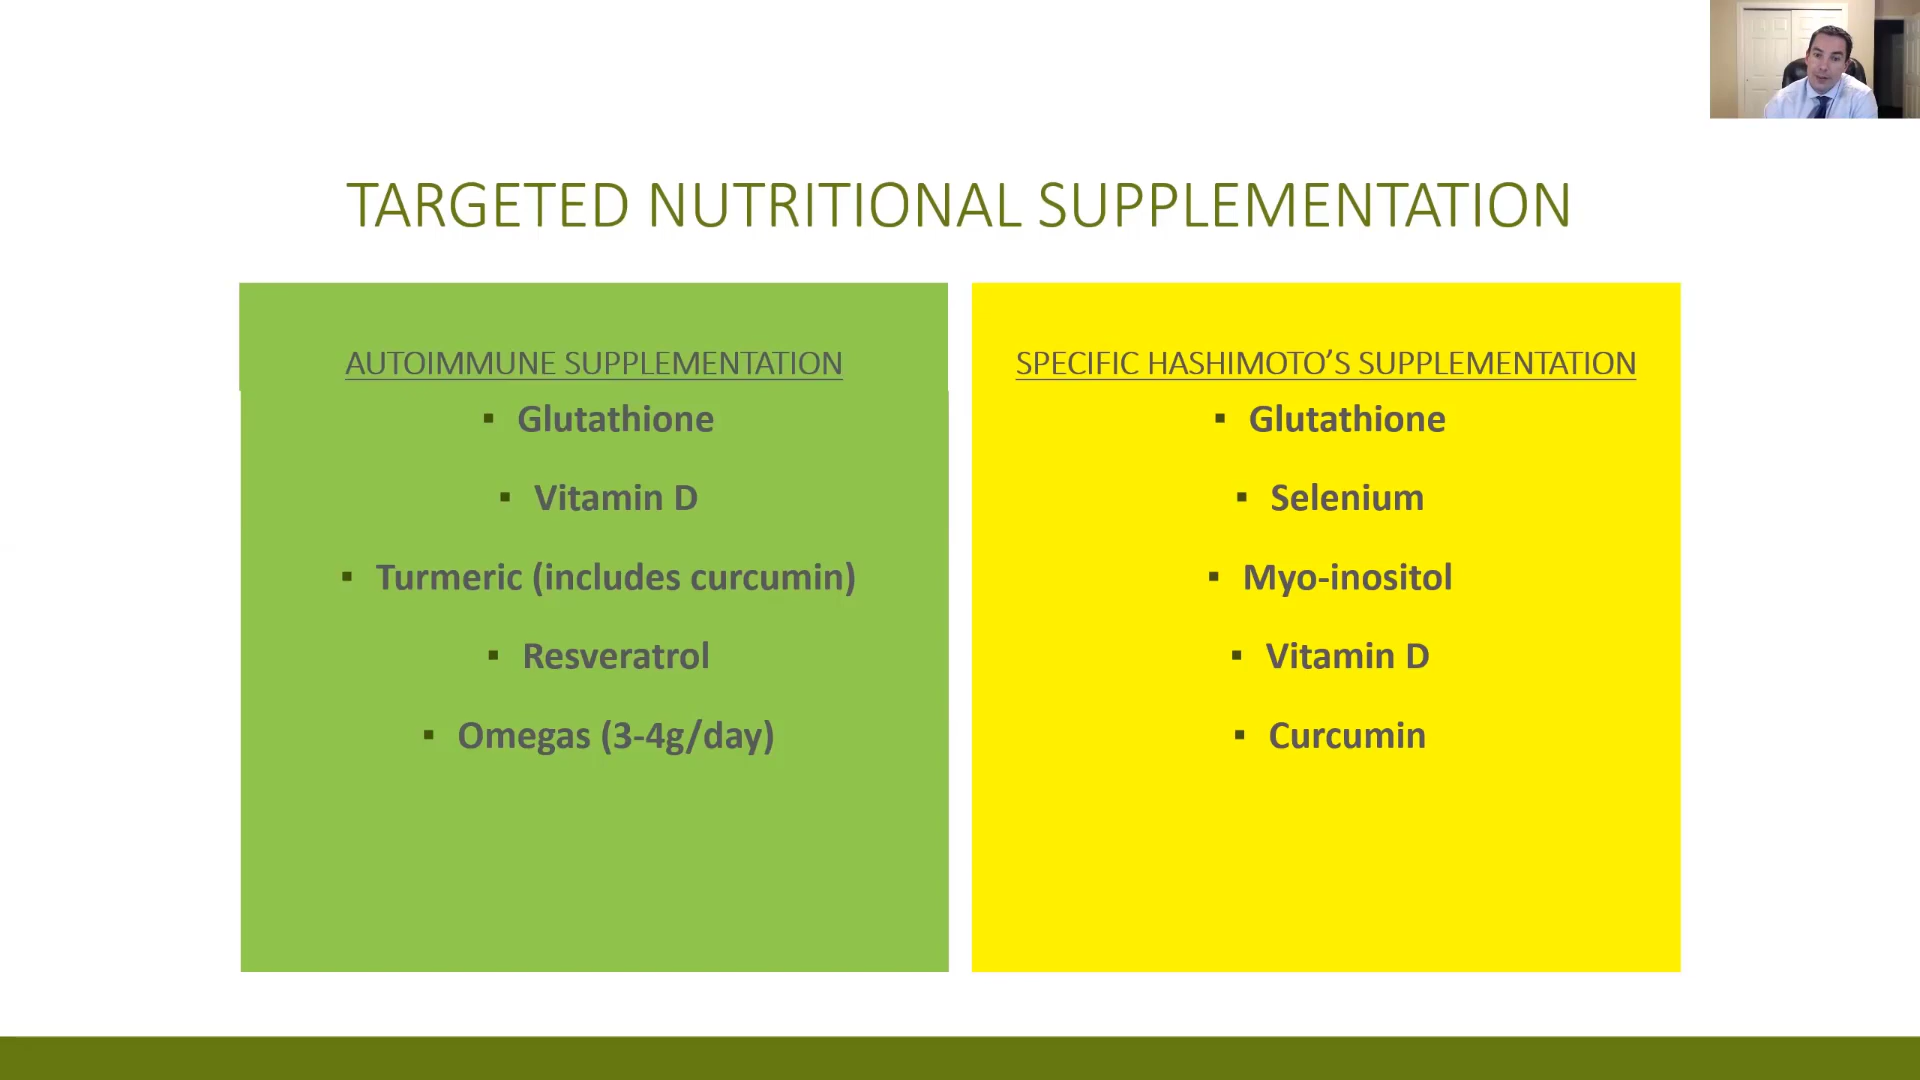 TARGETED NUTRITIONAL SUPPLEMENTATION
AUTOIMMUNE SUPPLEMENTATION
▪ Glutathione
▪ Vitamin D
▪ Turmeric (includes curcumin)
▪ Resveratrol
▪ Omegas (3-4g/day)
SPECIFIC HASHIMOTO’S SUPPLEMENTATION
▪ Glutathione
▪ Selenium
▪ Myo-inositol
▪ Vitamin D
▪ Curcumin